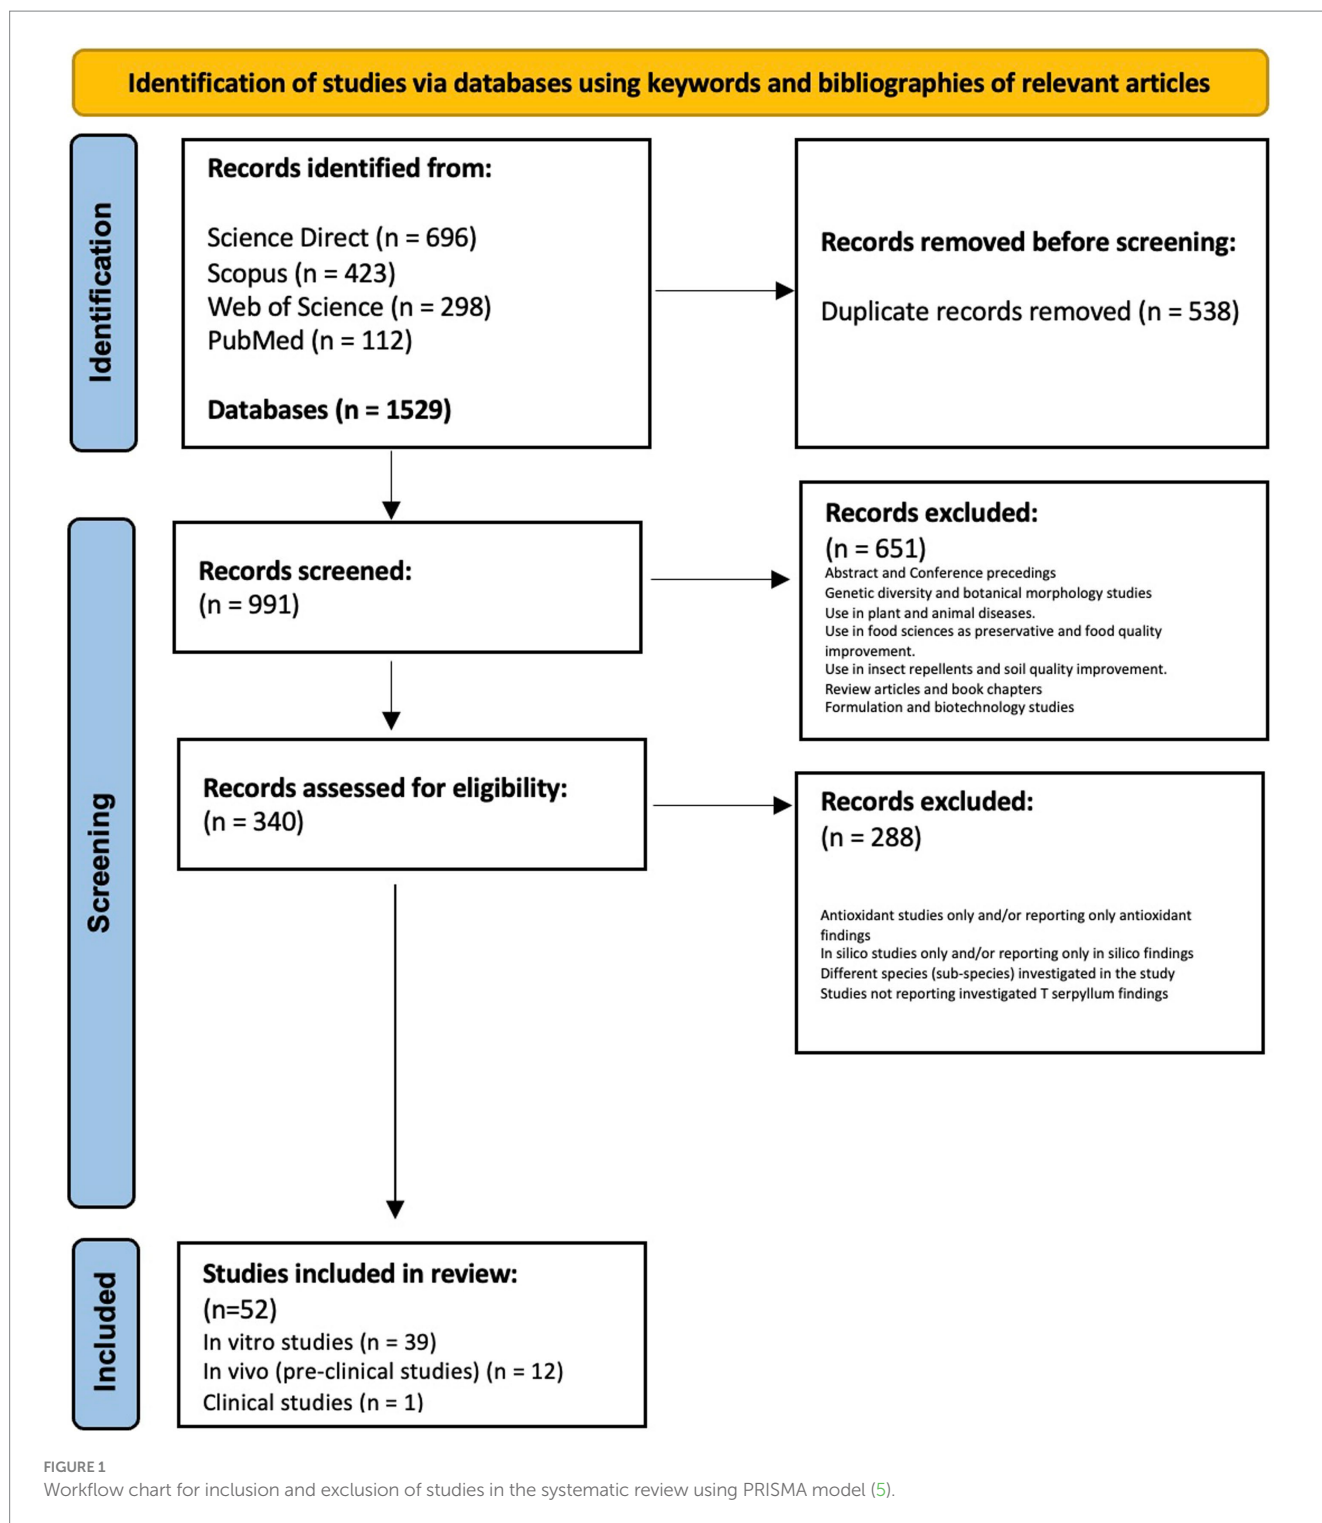 Identification of studies via databases using keywords and bibliographies of relevant articles
Identification
Records identified from:
Science Direct (n = 696)
Scopus (n = 423)
Web of Science (n = 298)
PubMed (n = 112)
Databases (n = 1529)
Records removed before screening:
Duplicate records removed (n = 538)
Screening
Records screened:
(n = 991)
Records excluded:
(n = 651)
Abstract and Conference precedings
Genetic diversity and botanical morphology studies
Use in plant and animal diseases.
Use in food sciences as preservative and food quality
improvement.
Use in insect repellents and soil quality improvement.
Review articles and book chapters
Formulation and biotechnology studies
Records assessed for eligibility:
(n = 340)
Records excluded:
(n = 288)
Antioxidant studies only and/or reporting only antioxidant
findings
In silico studies only and/or reporting only in silico findings
Different species (sub-species) investigated in the study
Studies not reporting investigated T serpyllum findings
Included
Studies included in review:
(n=52)
In vitro studies (n = 39)
In vivo (pre-clinical studies) (n = 12)
Clinical studies (n = 1)
FIGURE 1
Workflow chart for inclusion and exclusion of studies in the systematic review using PRISMA model (5).